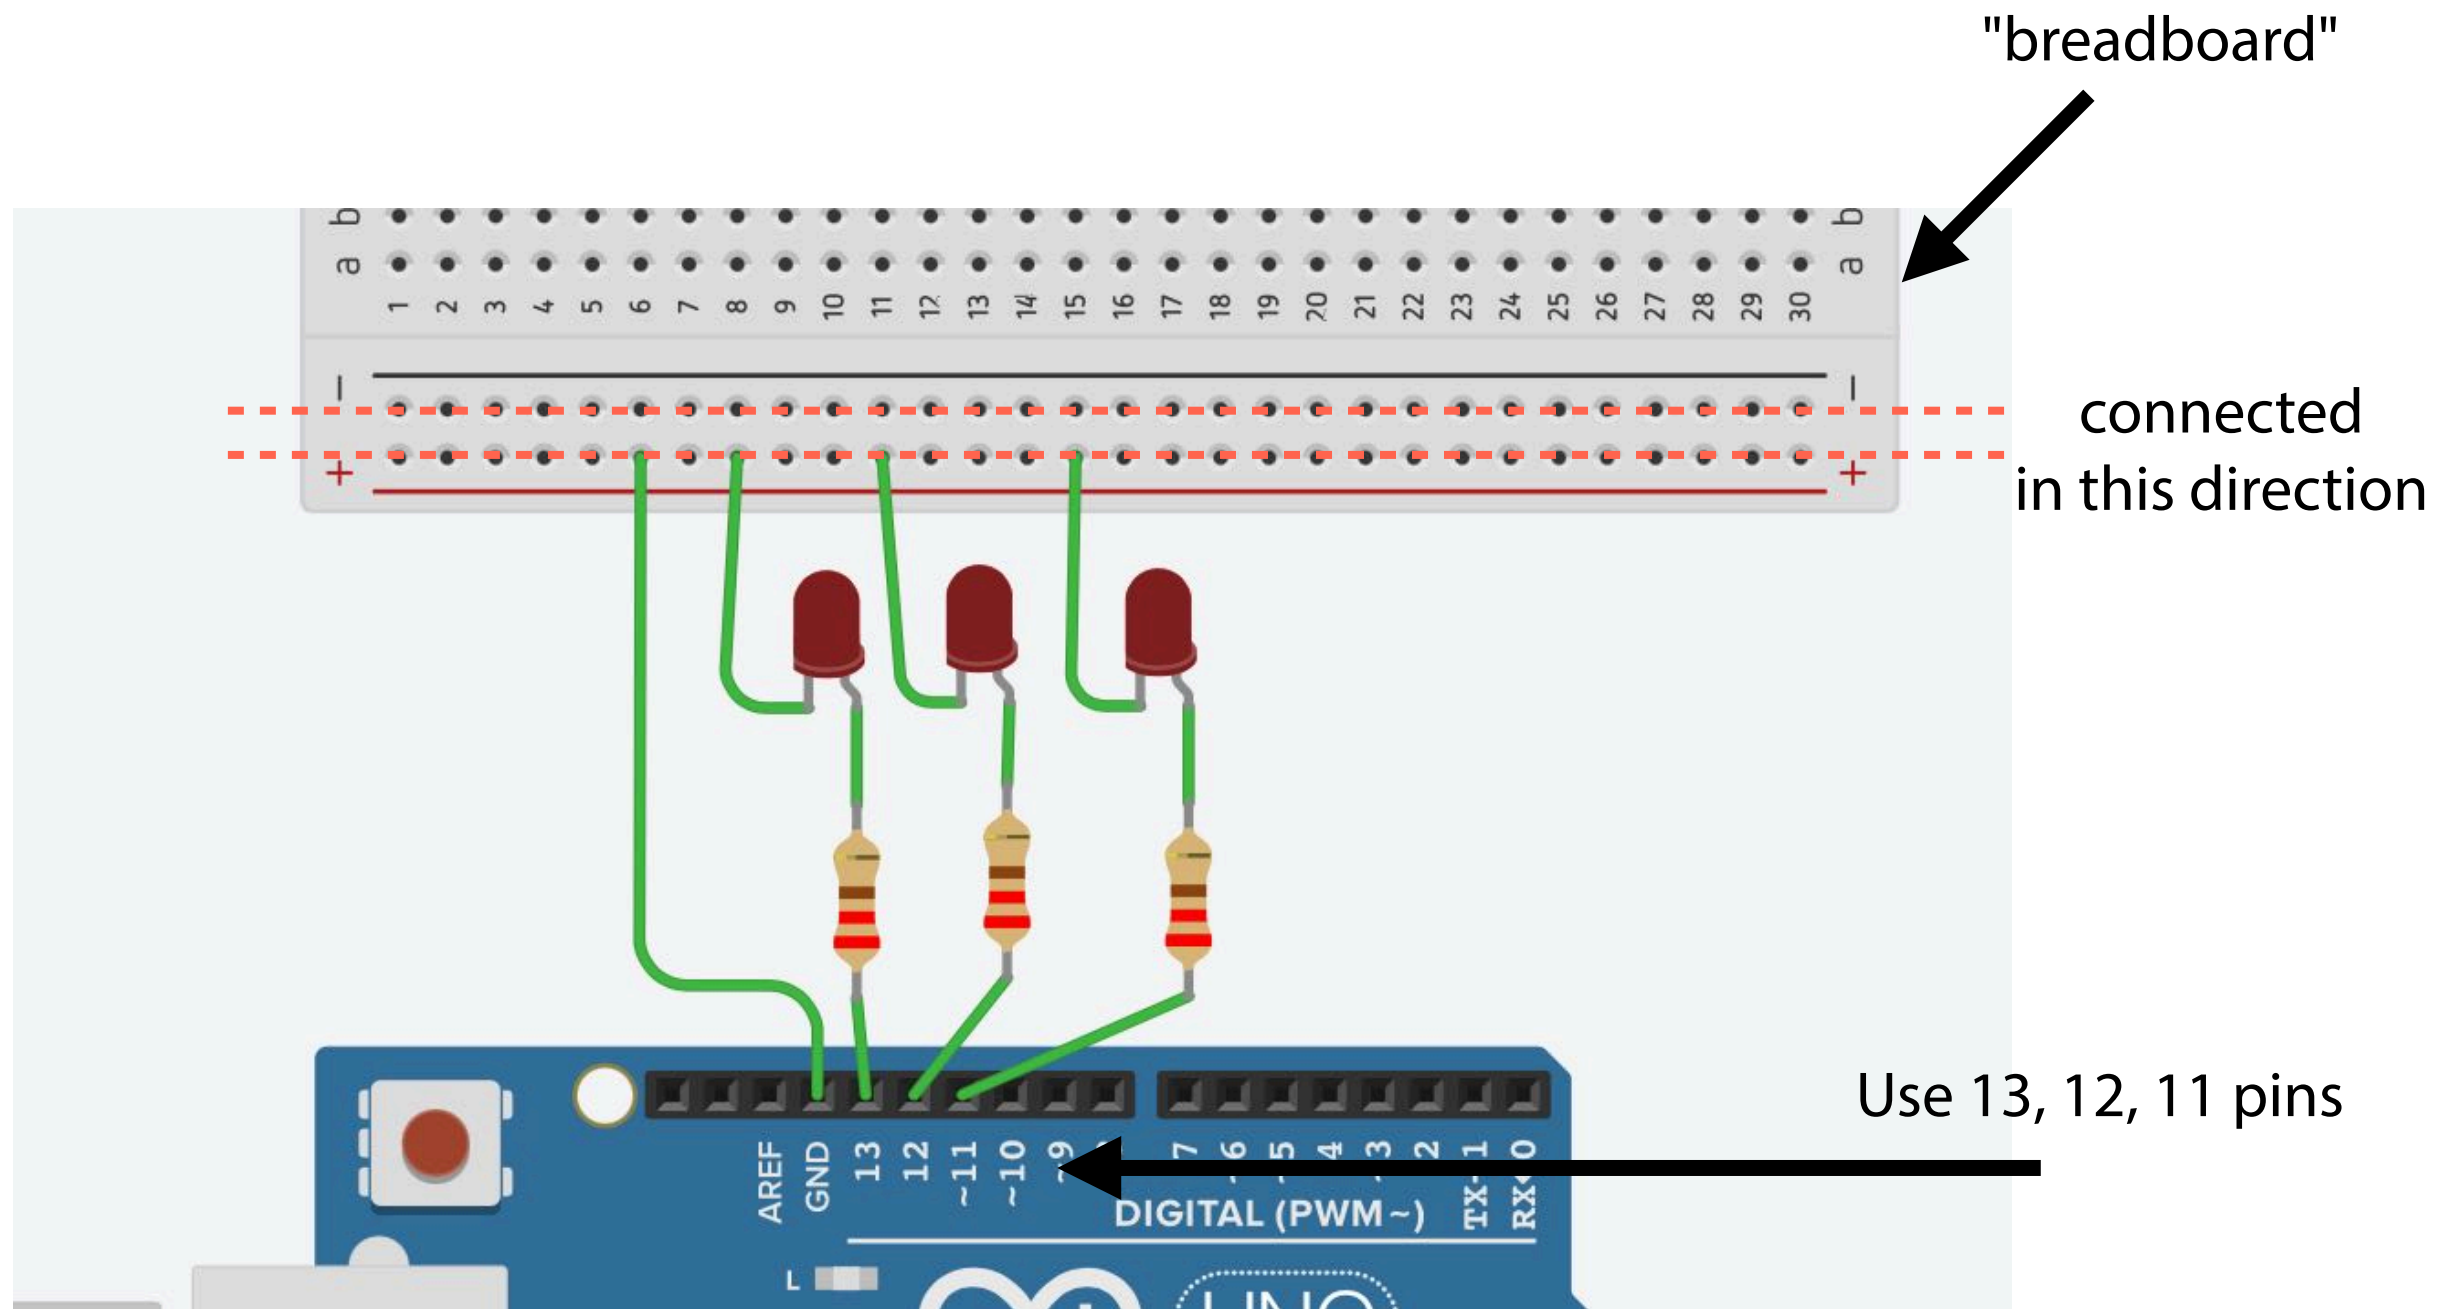 "breadboard"
b b
a a
1 2 3 4 5 6 7 8 9 10 11 12 13 14 15 16 17 18 19 20 21 22 23 24 25 26 27 28 29 30
− −
connected
+ +
in this direction
Use 13, 12, 11 pins
AREF GND 13 12 ~11 ~10 ~9 7 ~6 ~5 4 ~3 2 TX 1 RX 0
DIGITAL (PWM~)
L
UNO